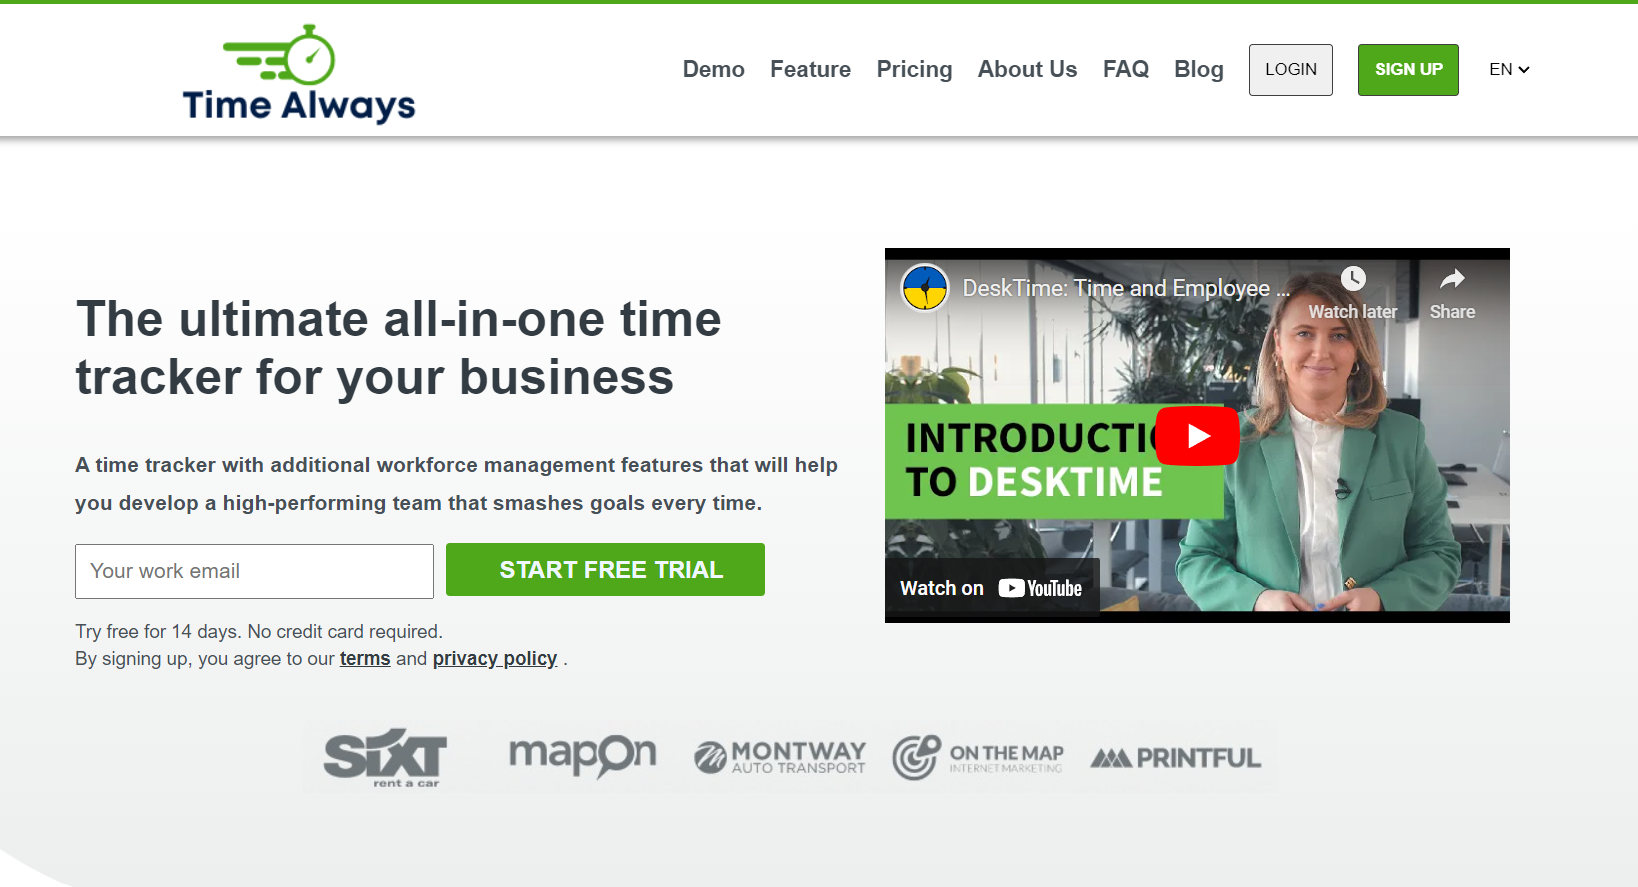 Time Always
Demo Feature Pricing About Us FAQ Blog LOGIN SIGN UP EN
The ultimate all-in-one time
tracker for your business
A time tracker with additional workforce management features that will help
you develop a high-performing team that smashes goals every time.
Your work email
START FREE TRIAL
Try free for 14 days. No credit card required.
By signing up, you agree to our terms and privacy policy .
DeskTime: Time and Employee ...
Watch later
Share
INTRODUCTI
TO DESKTIME
Watch on YouTube
SIXT
rent a car
mapon
MONTWAY
AUTO TRANSPORT
ON THE MAP
INTERNET MARKETING
PRINTFUL